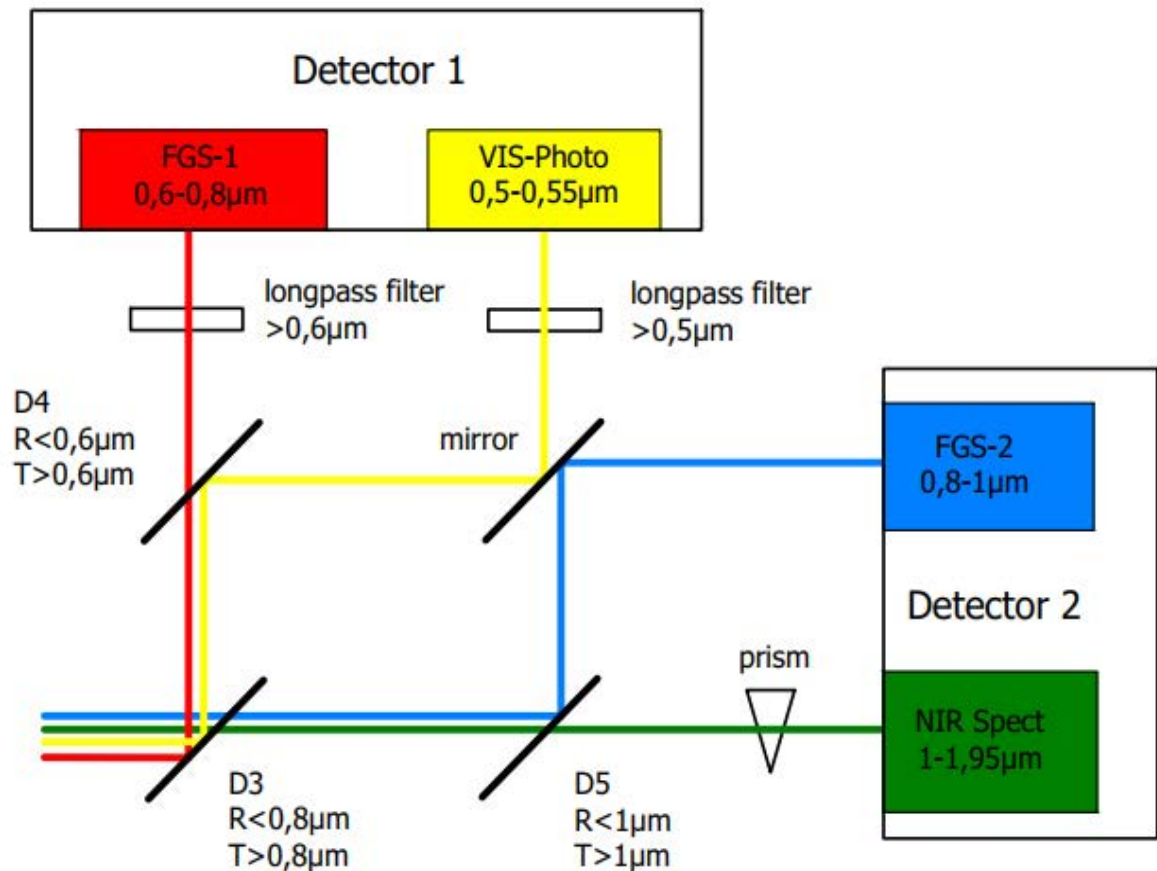 Detector 1
FGS-1
0,6-0,8µm
VIS-Photo
0,5-0,55µm
longpass filter
>0,6µm
longpass filter
>0,5µm
D4
R<0,6µm
T>0,6µm
mirror
FGS-2
0,8-1µm
Detector 2
prism
NIR Spect
1-1,95µm
D3
R<0,8µm
T>0,8µm
D5
R<1µm
T>1µm